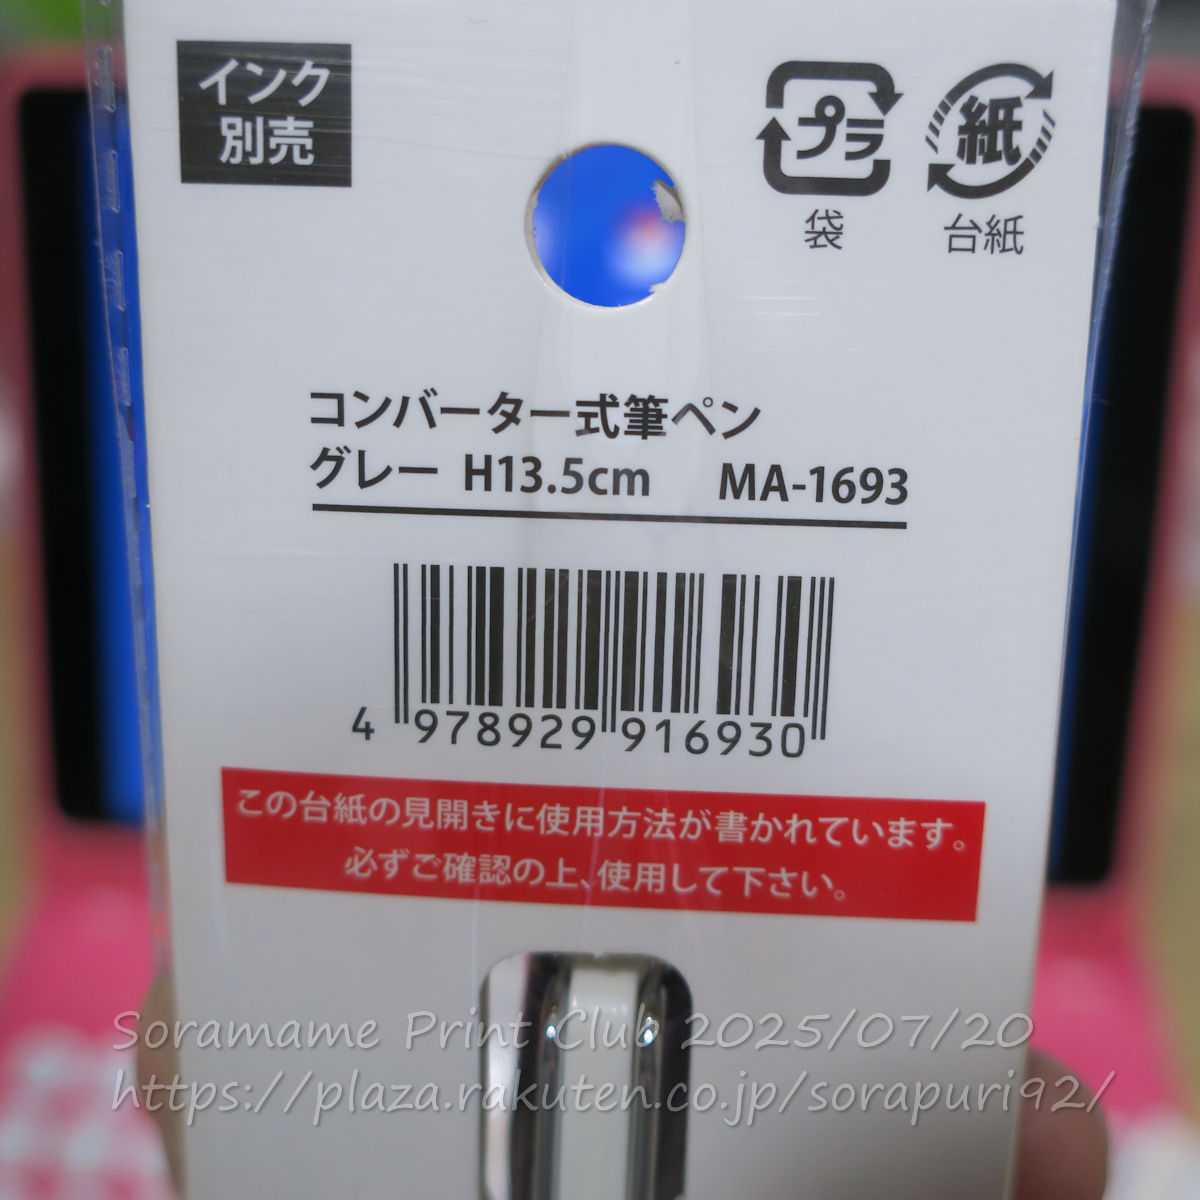 インク
別売
プラ
袋
紙
台紙
コンバーター式筆ペン
グレー H13.5cm MA-1693
4 978929 916930
この台紙の見開きに使用方法が書かれています。
必ずご確認の上、使用して下さい。
Soramame Print Club 2025/07/20
https://plaza.rakuten.co.jp/sorapuri92/